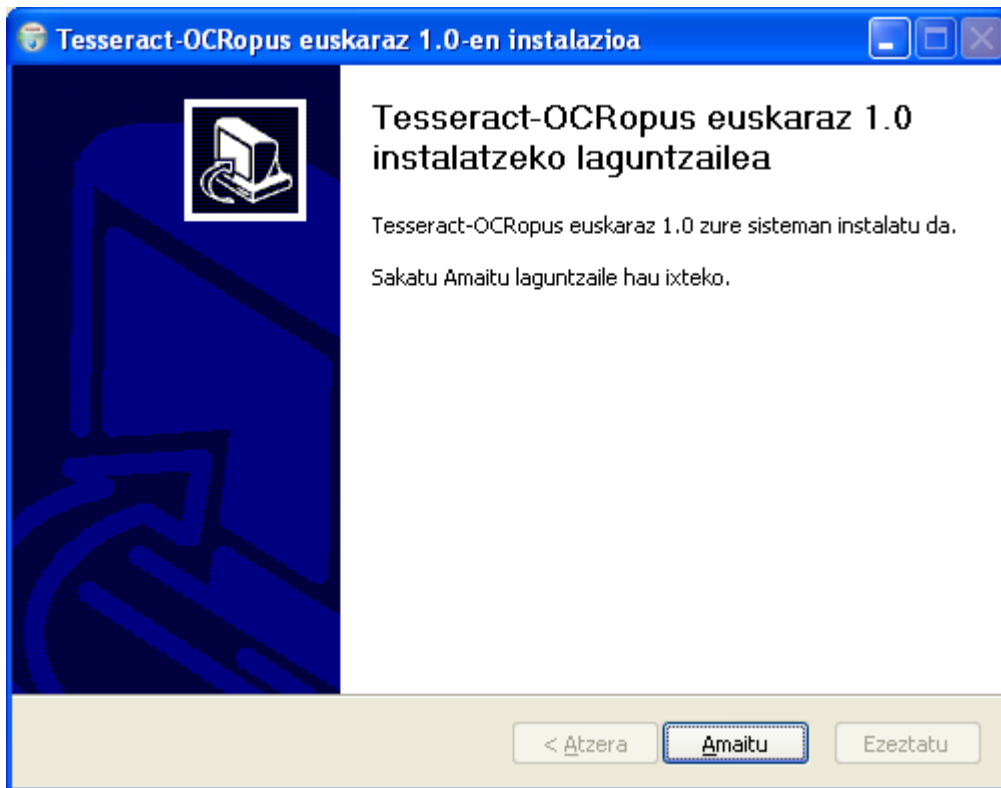 Tesseract-OCRopus euskaraz 1.0-en instalazioa
Tesseract-OCRopus euskaraz 1.0
instalatzeko laguntzailea
Tesseract-OCRopus euskaraz 1.0 zure sisteman instalatu da.
Sakatu Amaitu laguntzaile hau ixteko.
< Atzera Amaitu Ezeztatu